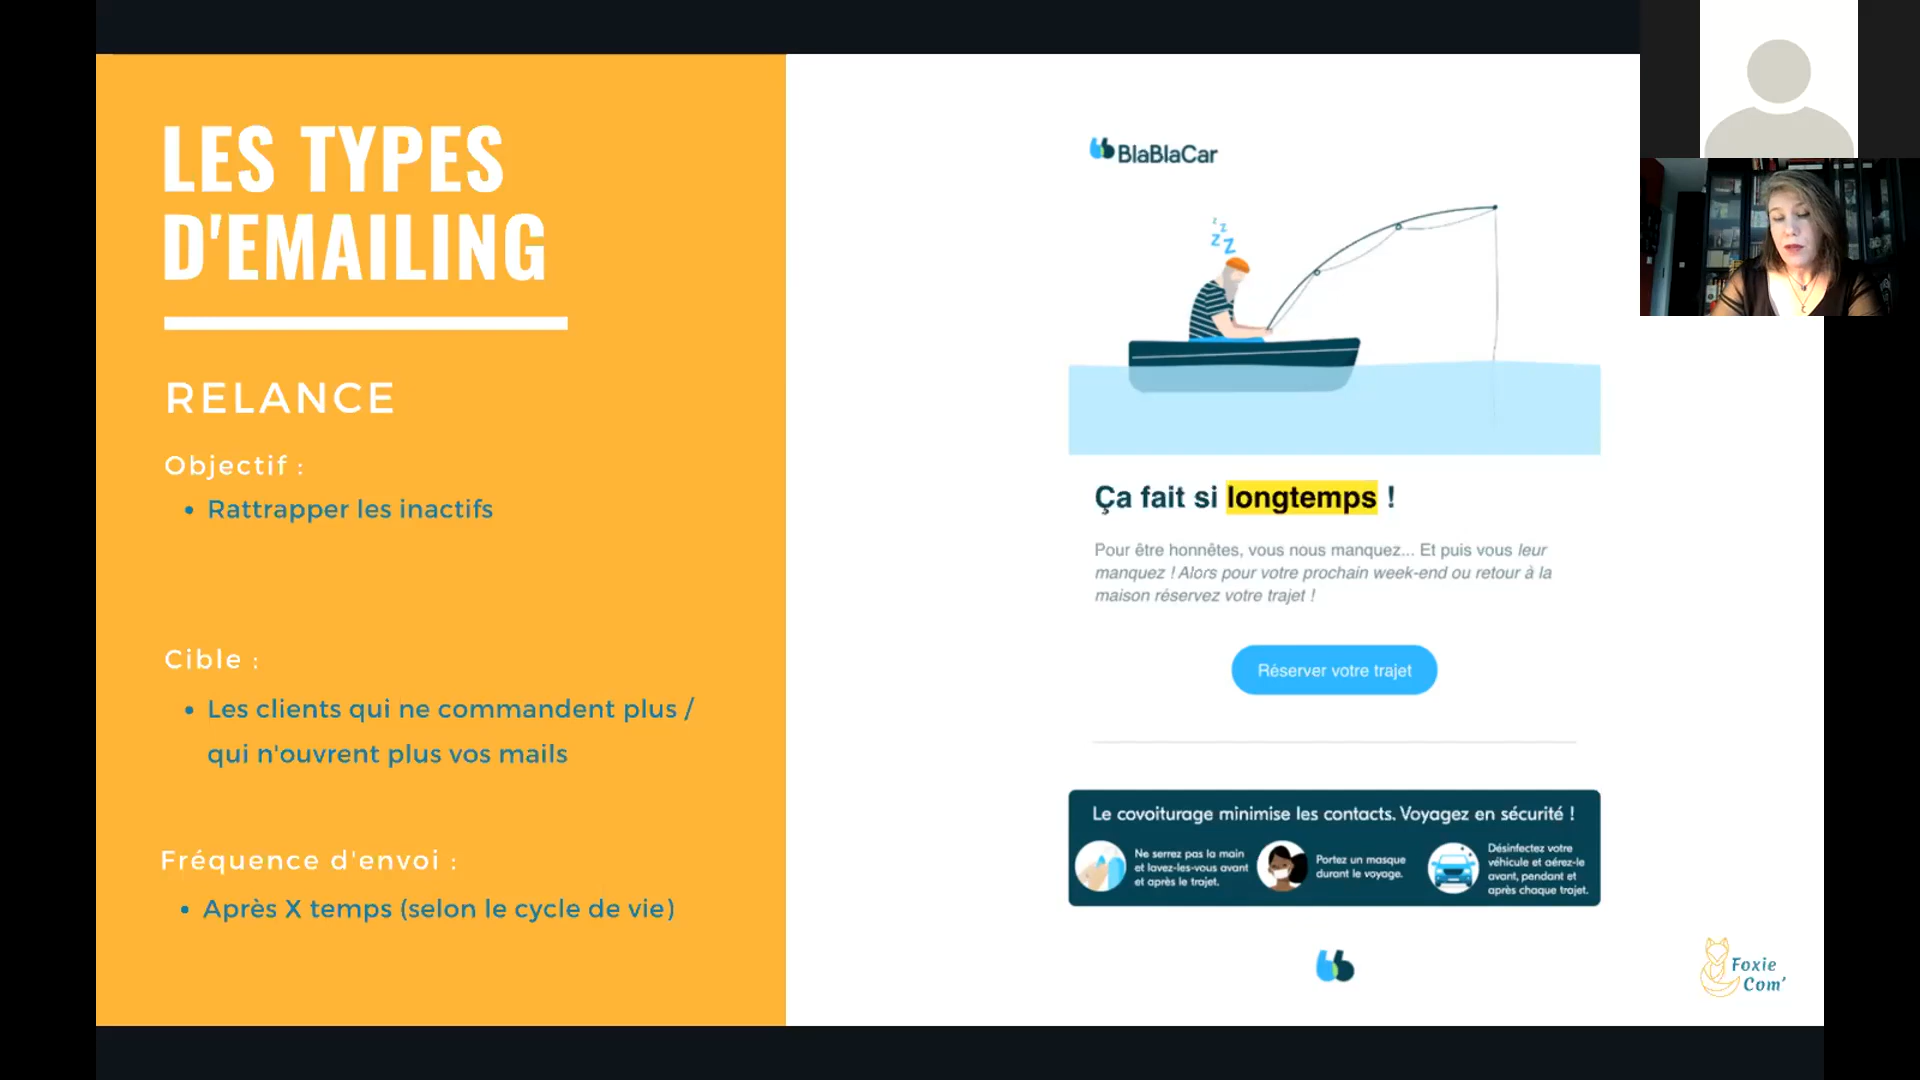 LES TYPES
D'EMAILING
RELANCE
Objectif :
• Rattrapper les inactifs
Cible :
• Les clients qui ne commandent plus /
qui n'ouvrent plus vos mails
Fréquence d'envoi :
• Après X temps (selon le cycle de vie)
BlaBlaCar
z z z Z
Ça fait si longtemps !
Pour être honnêtes, vous nous manquez... Et puis vous leur
manquez ! Alors pour votre prochain week-end ou retour à la
maison réservez votre trajet !
Réserver votre trajet
Le covoiturage minimise les contacts. Voyagez en sécurité !
Ne serrez pas la main
et lavez-les-vous avant
et après le trajet.
Portez un masque
durant le voyage.
Désinfectez votre
véhicule et aérez-le
avant, pendant et
après chaque trajet.
Foxie
Com'